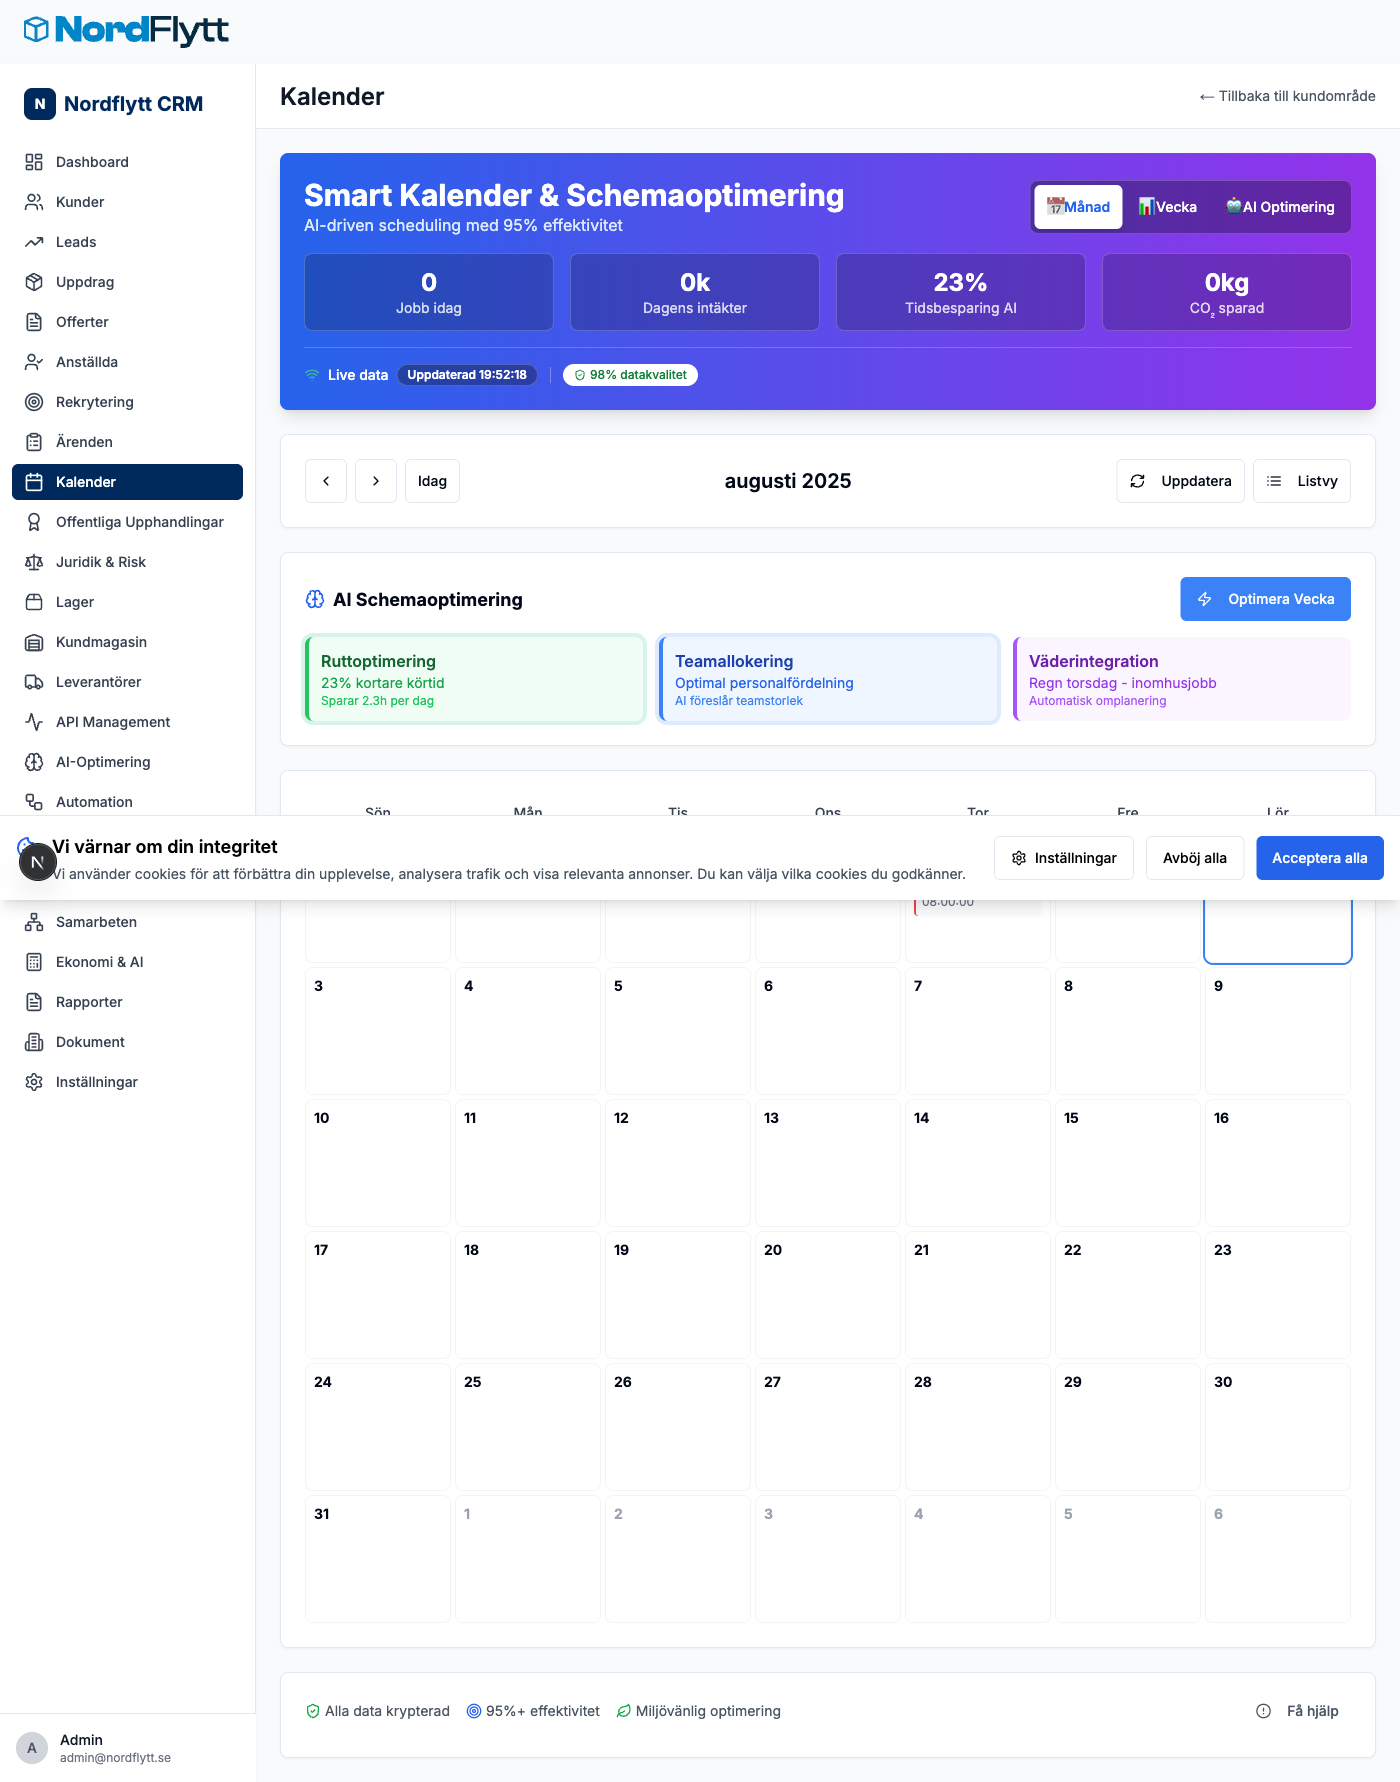 NordFlytt
N Nordflytt CRM
Kalender
← Tillbaka till kundområde
Dashboard
Kunder
Leads
Uppdrag
Offerter
Anställda
Rekrytering
Ärenden
Kalender
Offentliga Upphandlingar
Juridik & Risk
Lager
Kundmagasin
Leverantörer
API Management
AI-Optimering
Automation
Samarbeten
Ekonomi & AI
Rapporter
Dokument
Inställningar
A
Admin
admin@nordflytt.se
Smart Kalender & Schemaoptimering
AI-driven scheduling med 95% effektivitet
Månad Vecka AI Optimering
0
Jobb idag
0k
Dagens intäkter
23%
Tidsbesparing AI
0kg
CO₂ sparad
Live data Uppdaterad 19:52:18 98% datakvalitet
Idag
augusti 2025
Uppdatera Listvy
AI Schemaoptimering
Optimera Vecka
Ruttoptimering
23% kortare körtid
Sparar 2.3h per dag
Teamallokering
Optimal personalfördelning
AI föreslår teamstorlek
Väderintegration
Regn torsdag - inomhusjobb
Automatisk omplanering
Sön Mån Tis Ons Tor Fre Lör
Vi värnar om din integritet
Vi använder cookies för att förbättra din upplevelse, analysera trafik och visa relevanta annonser. Du kan välja vilka cookies du godkänner.
N
Inställningar Avböj alla Acceptera alla
08:00:00
3 4 5 6 7 8 9
10 11 12 13 14 15 16
17 18 19 20 21 22 23
24 25 26 27 28 29 30
31 1 2 3 4 5 6
Alla data krypterad 95%+ effektivitet Miljövänlig optimering
Få hjälp